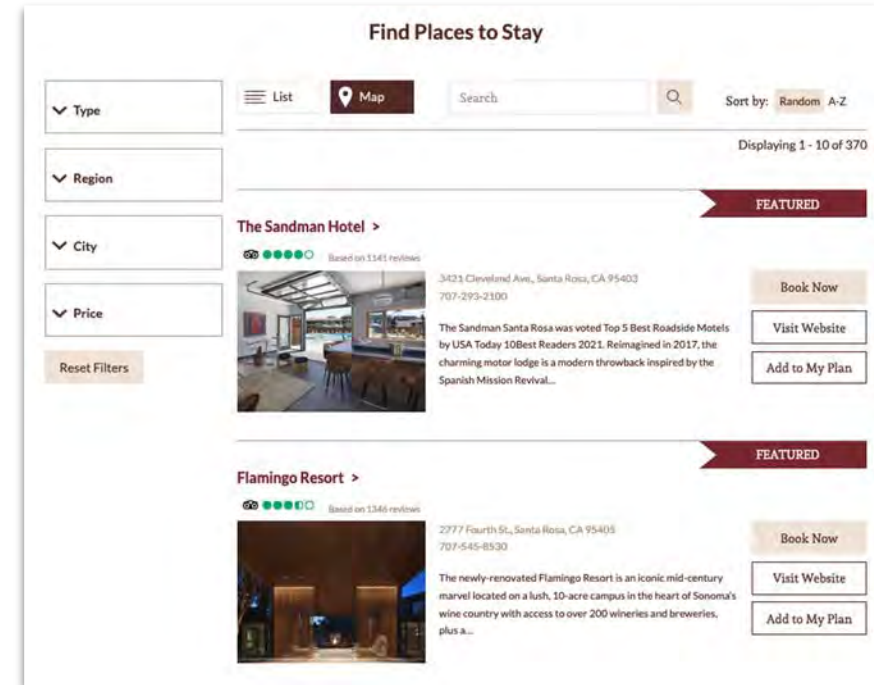 Find Places to Stay
Type
Region
City
Price
Reset Filters
List
Map
Search
Sort by: Random A-Z
Displaying 1 - 10 of 370
FEATURED
The Sandman Hotel >
Based on 1141 reviews
3421 Cleveland Ave., Santa Rosa, CA 95403
707-293-2100
The Sandman Santa Rosa was voted Top 5 Best Roadside Motels
by USA Today 10Best Readers 2021. Reimagined in 2017, the
charming motor lodge is a modern throwback inspired by the
Spanish Mission Revival...
Book Now
Visit Website
Add to My Plan
FEATURED
Flamingo Resort >
Based on 1346 reviews
2777 Fourth St., Santa Rosa, CA 95405
707-545-8530
The newly-renovated Flamingo Resort is an iconic mid-century
marvel located on a lush, 10-acre campus in the heart of Sonoma's
wine country with access to over 200 wineries and breweries,
plus a...
Book Now
Visit Website
Add to My Plan